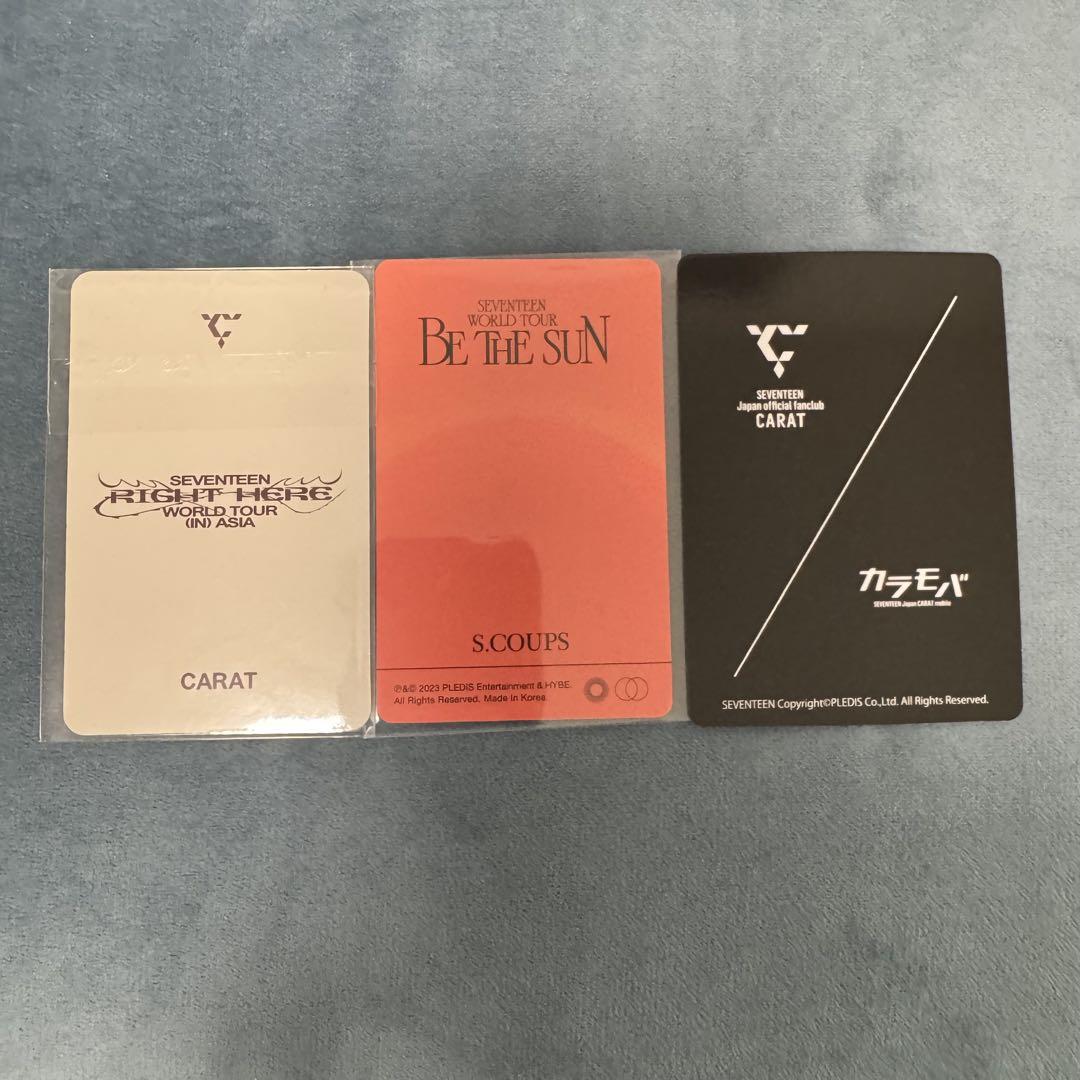 SEVENTEEN
RIGHT HERE
WORLD TOUR
(IN) ASIA
CARAT
SEVENTEEN
WORLD TOUR
BE THE SUN
S.COUPS
℗&© 2023 PLEDIS Entertainment & HYBE.
All Rights Reserved. Made in Korea.
SEVENTEEN
Japan official fanclub
CARAT
カラモバ
SEVENTEEN Japan CARAT mobile
SEVENTEEN Copyright©PLEDIS Co.,Ltd. All Rights Reserved.